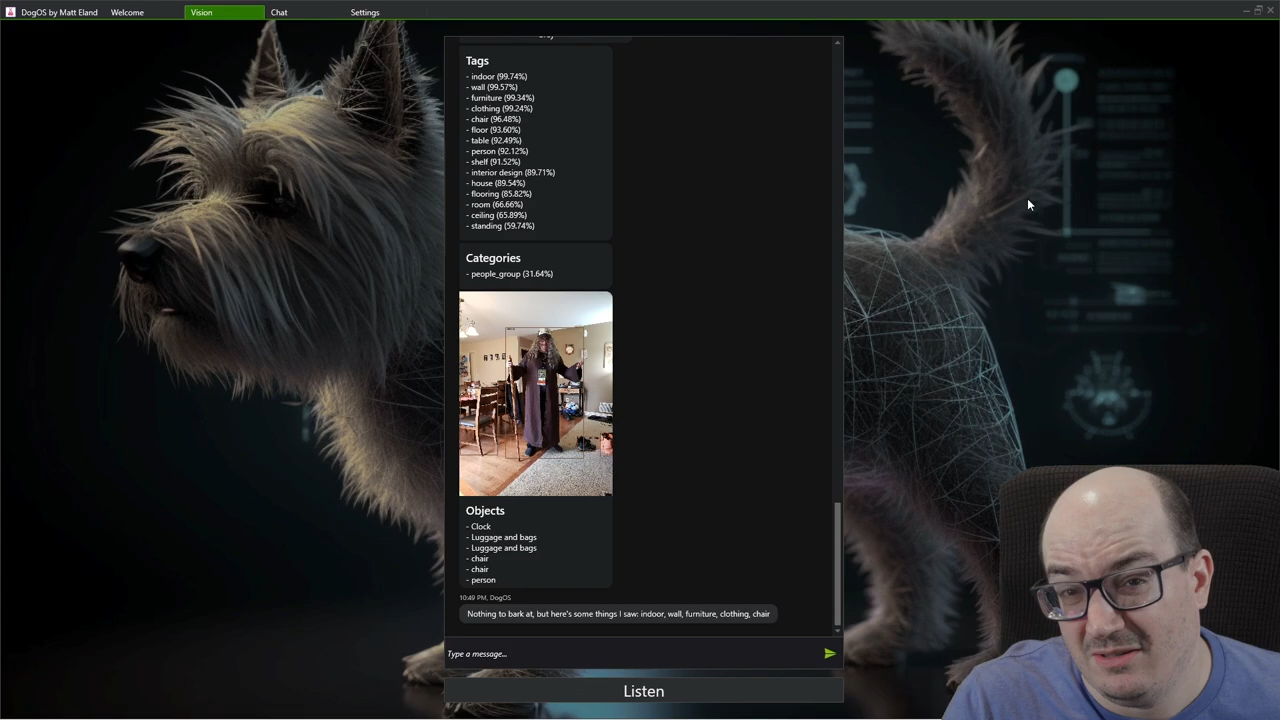 DogOS by Matt Eland
Welcome
Vision
Chat
Settings
Tags
- indoor (99.74%)
- wall (99.57%)
- furniture (99.34%)
- clothing (99.24%)
- chair (96.48%)
- floor (93.60%)
- table (92.49%)
- person (92.12%)
- shelf (91.52%)
- interior design (89.71%)
- house (89.54%)
- flooring (85.82%)
- room (66.66%)
- ceiling (65.89%)
- standing (59.74%)
Categories
- people_group (31.64%)
Objects
- Clock
- Luggage and bags
- Luggage and bags
- chair
- chair
- person
10:49 PM, DogOS
Nothing to bark at, but here's some things I saw: indoor, wall, furniture, clothing, chair
Type a message...
Listen